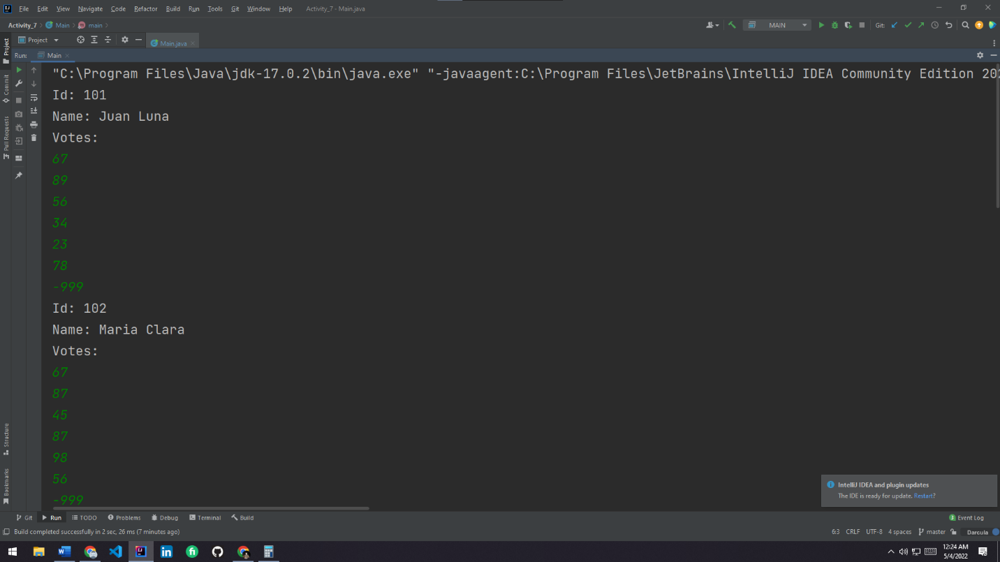 File Edit View Navigate Code Refactor Build Run Tools Git Window Help Activity_7 - Main.java
Activity_7 Main main MAIN Git:
Project Main.java
Run: Main
"C:\Program Files\Java\jdk-17.0.2\bin\java.exe" "-javaagent:C:\Program Files\JetBrains\IntelliJ IDEA Community Edition 202
Id: 101
Name: Juan Luna
Votes:
67
89
56
34
23
78
-999
Id: 102
Name: Maria Clara
Votes:
67
87
45
87
98
56
-999
Project
Commit
Pull Requests
Structure
Bookmarks
IntelliJ IDEA and plugin updates
The IDE is ready for update. Restart?
Git Run TODO Problems Debug Terminal Build 3 Event Log
Build completed successfully in 2 sec, 26 ms (7 minutes ago) 6:3 CRLF UTF-8 4 spaces master Darcula
12:24 AM
5/4/2022